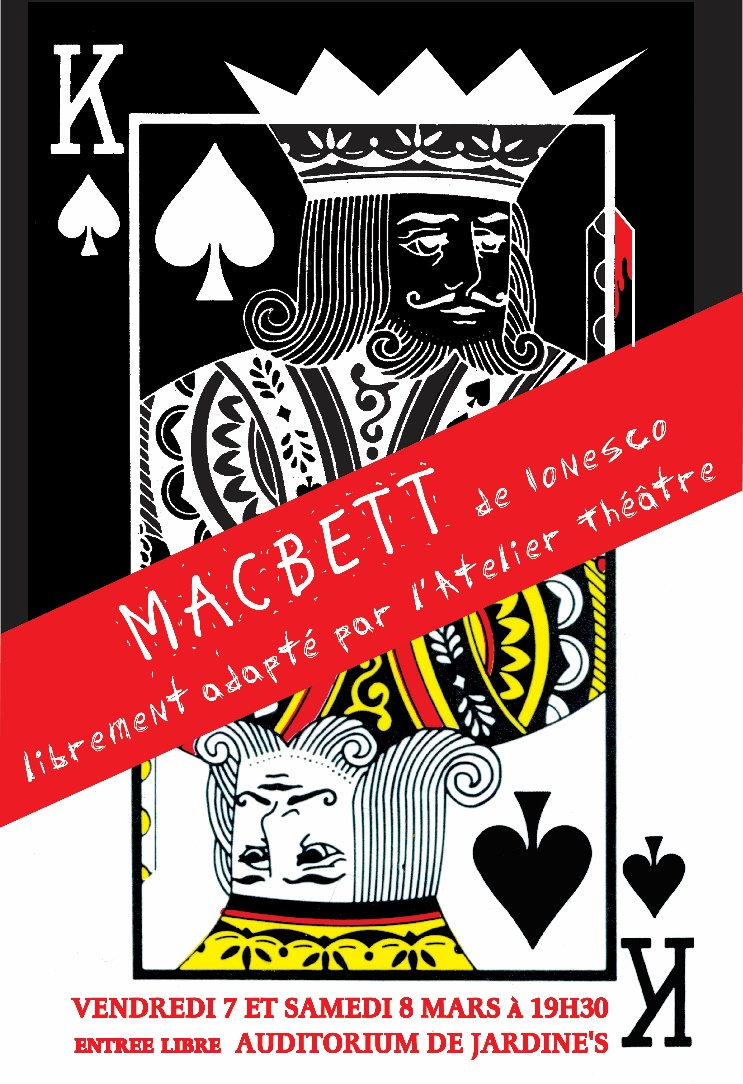 K
MACBETT de Ionesco
librement adapté par l'Atelier Théâtre
VENDREDI 7 ET SAMEDI 8 MARS À 19H30
ENTREE LIBRE AUDITORIUM DE JARDINE'S
K